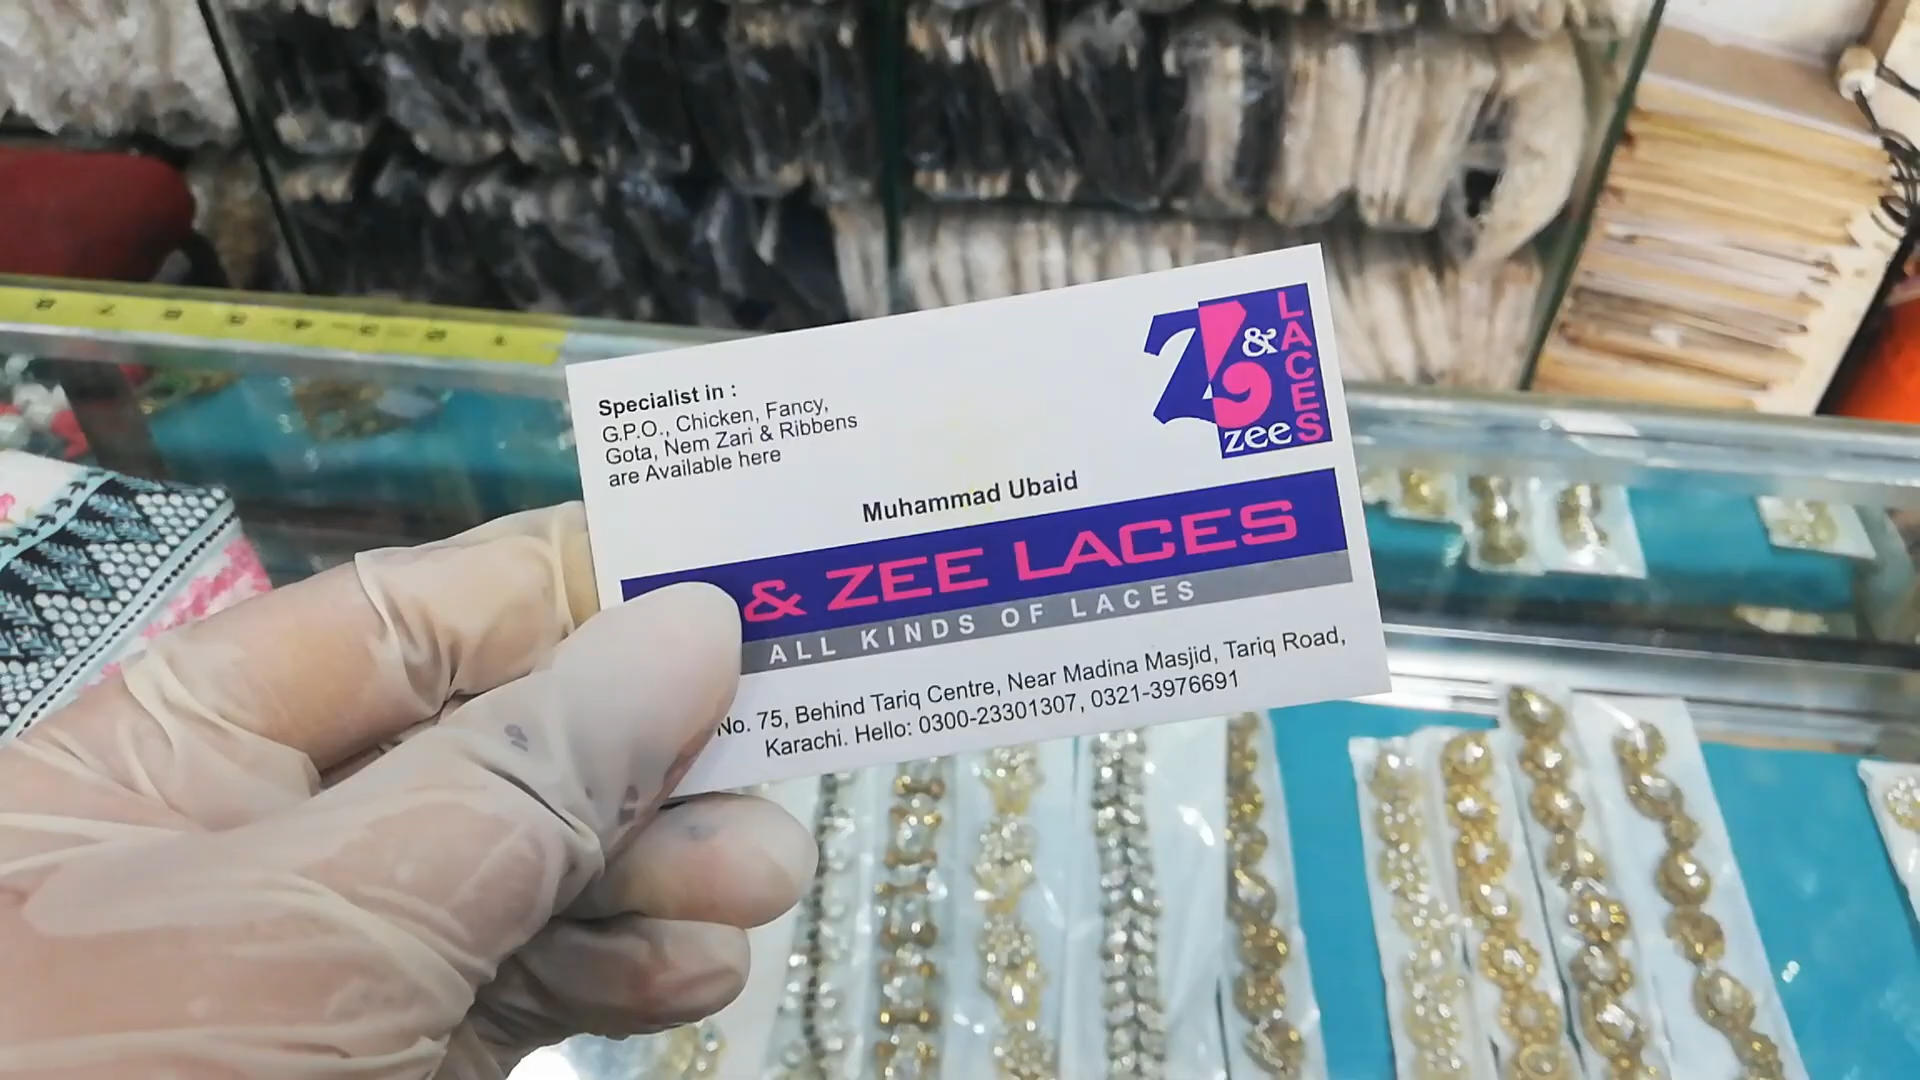 Specialist in :
G.P.O., Chicken, Fancy,
Gota, Nem Zari & Ribbens
are Available here
&
LACES
zee
Muhammad Ubaid
& ZEE LACES
ALL KINDS OF LACES
No. 75, Behind Tariq Centre, Near Madina Masjid, Tariq Road,
Karachi. Hello: 0300-23301307, 0321-3976691